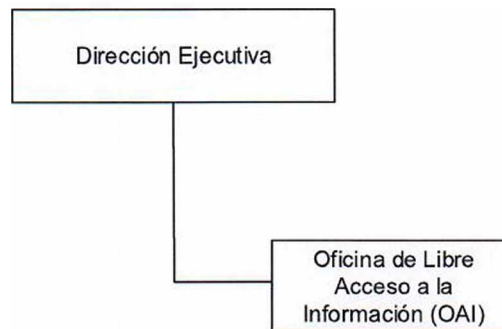 Dirección Ejecutiva
Oficina de Libre
Acceso a la
Información (OAI)